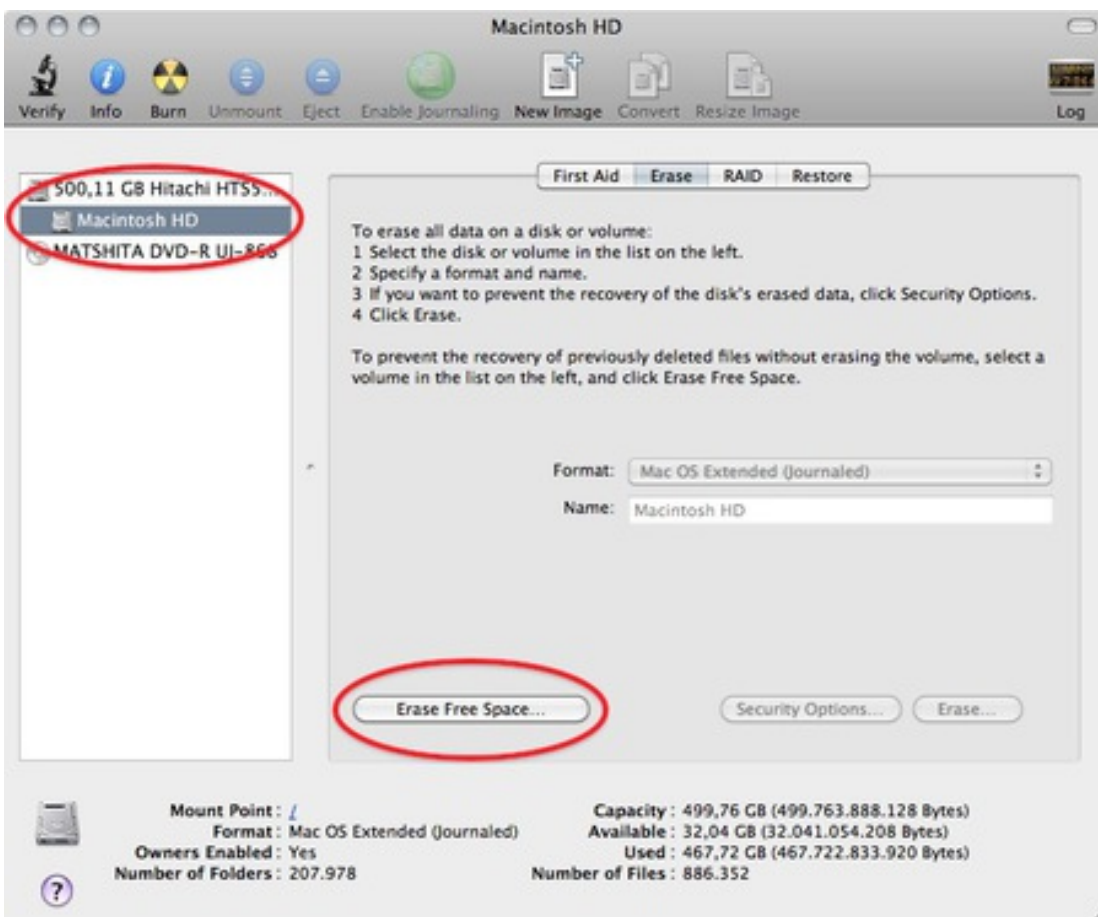 Macintosh HD
Verify Info Burn Unmount Eject Enable Journaling New Image Convert Resize Image Log
500,11 GB Hitachi HTS5...
Macintosh HD
MATSHITA DVD-R UJ-868
First Aid Erase RAID Restore
To erase all data on a disk or volume:
1 Select the disk or volume in the list on the left.
2 Specify a format and name.
3 If you want to prevent the recovery of the disk's erased data, click Security Options.
4 Click Erase.
To prevent the recovery of previously deleted files without erasing the volume, select a
volume in the list on the left, and click Erase Free Space.
Format: Mac OS Extended (Journaled)
Name: Macintosh HD
Erase Free Space... Security Options... Erase...
Mount Point : / Capacity : 499,76 GB (499.763.888.128 Bytes)
Format : Mac OS Extended (Journaled) Available : 32,04 GB (32.041.054.208 Bytes)
Owners Enabled : Yes Used : 467,72 GB (467.722.833.920 Bytes)
Number of Folders : 207.978 Number of Files : 886.352
?